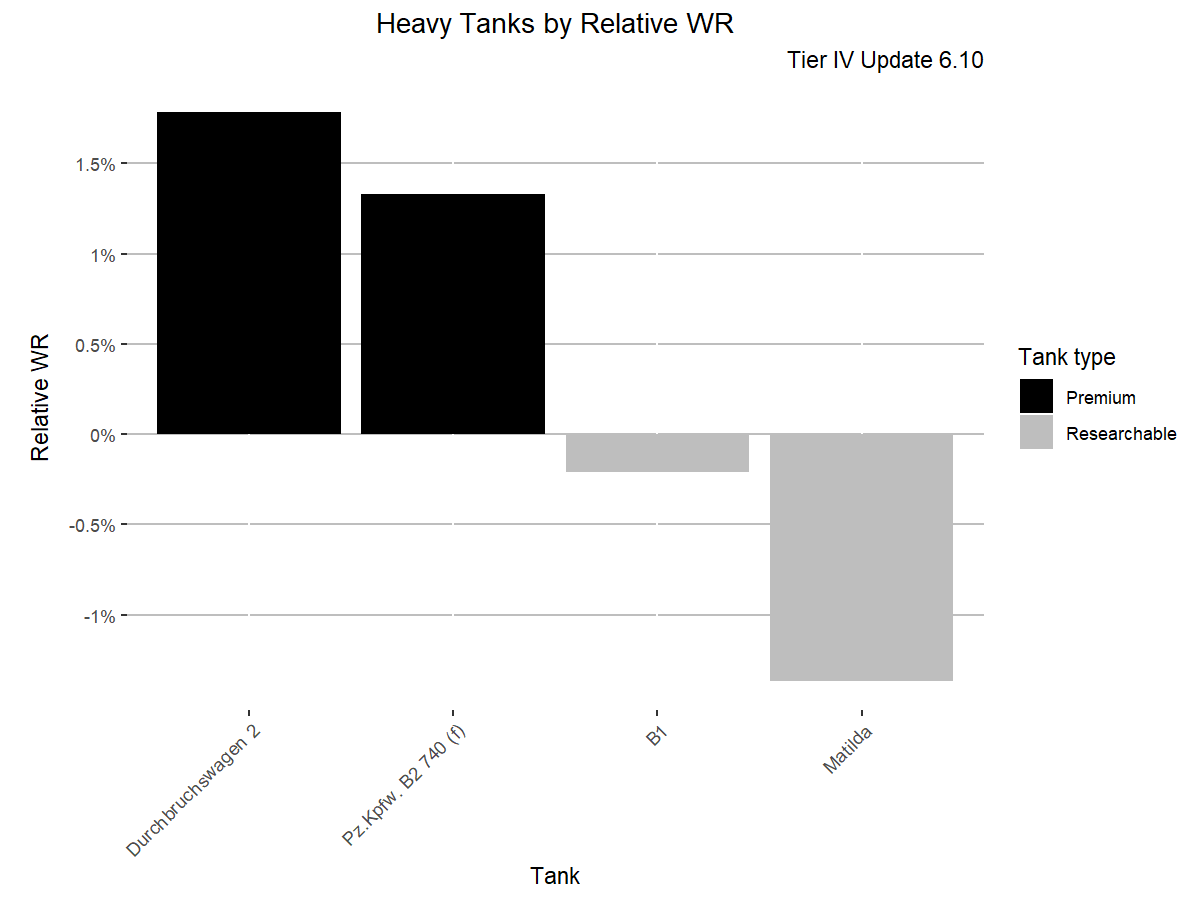 Heavy Tanks by Relative WR
Tier IV Update 6.10
1.5%
1%
0.5%
0%
-0.5%
-1%
Relative WR
Durchbruchswagen 2
Pz.Kpfw. B2 740 (f)
B1
Matilda
Tank
Tank type
Premium
Researchable